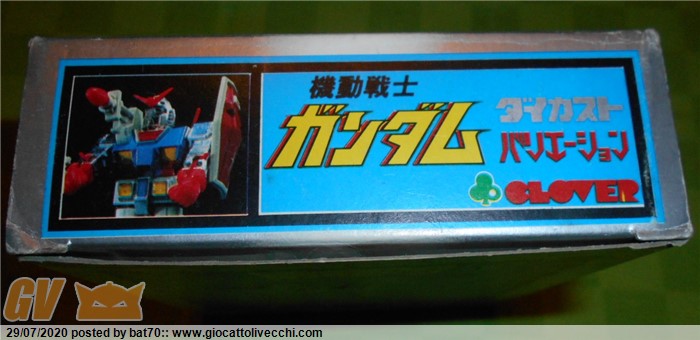 機動戦士
ガンダム
ダイカスト
バリエーション
CLOVER
GV
29/07/2020 posted by bat70:: www.giocattolivecchi.com